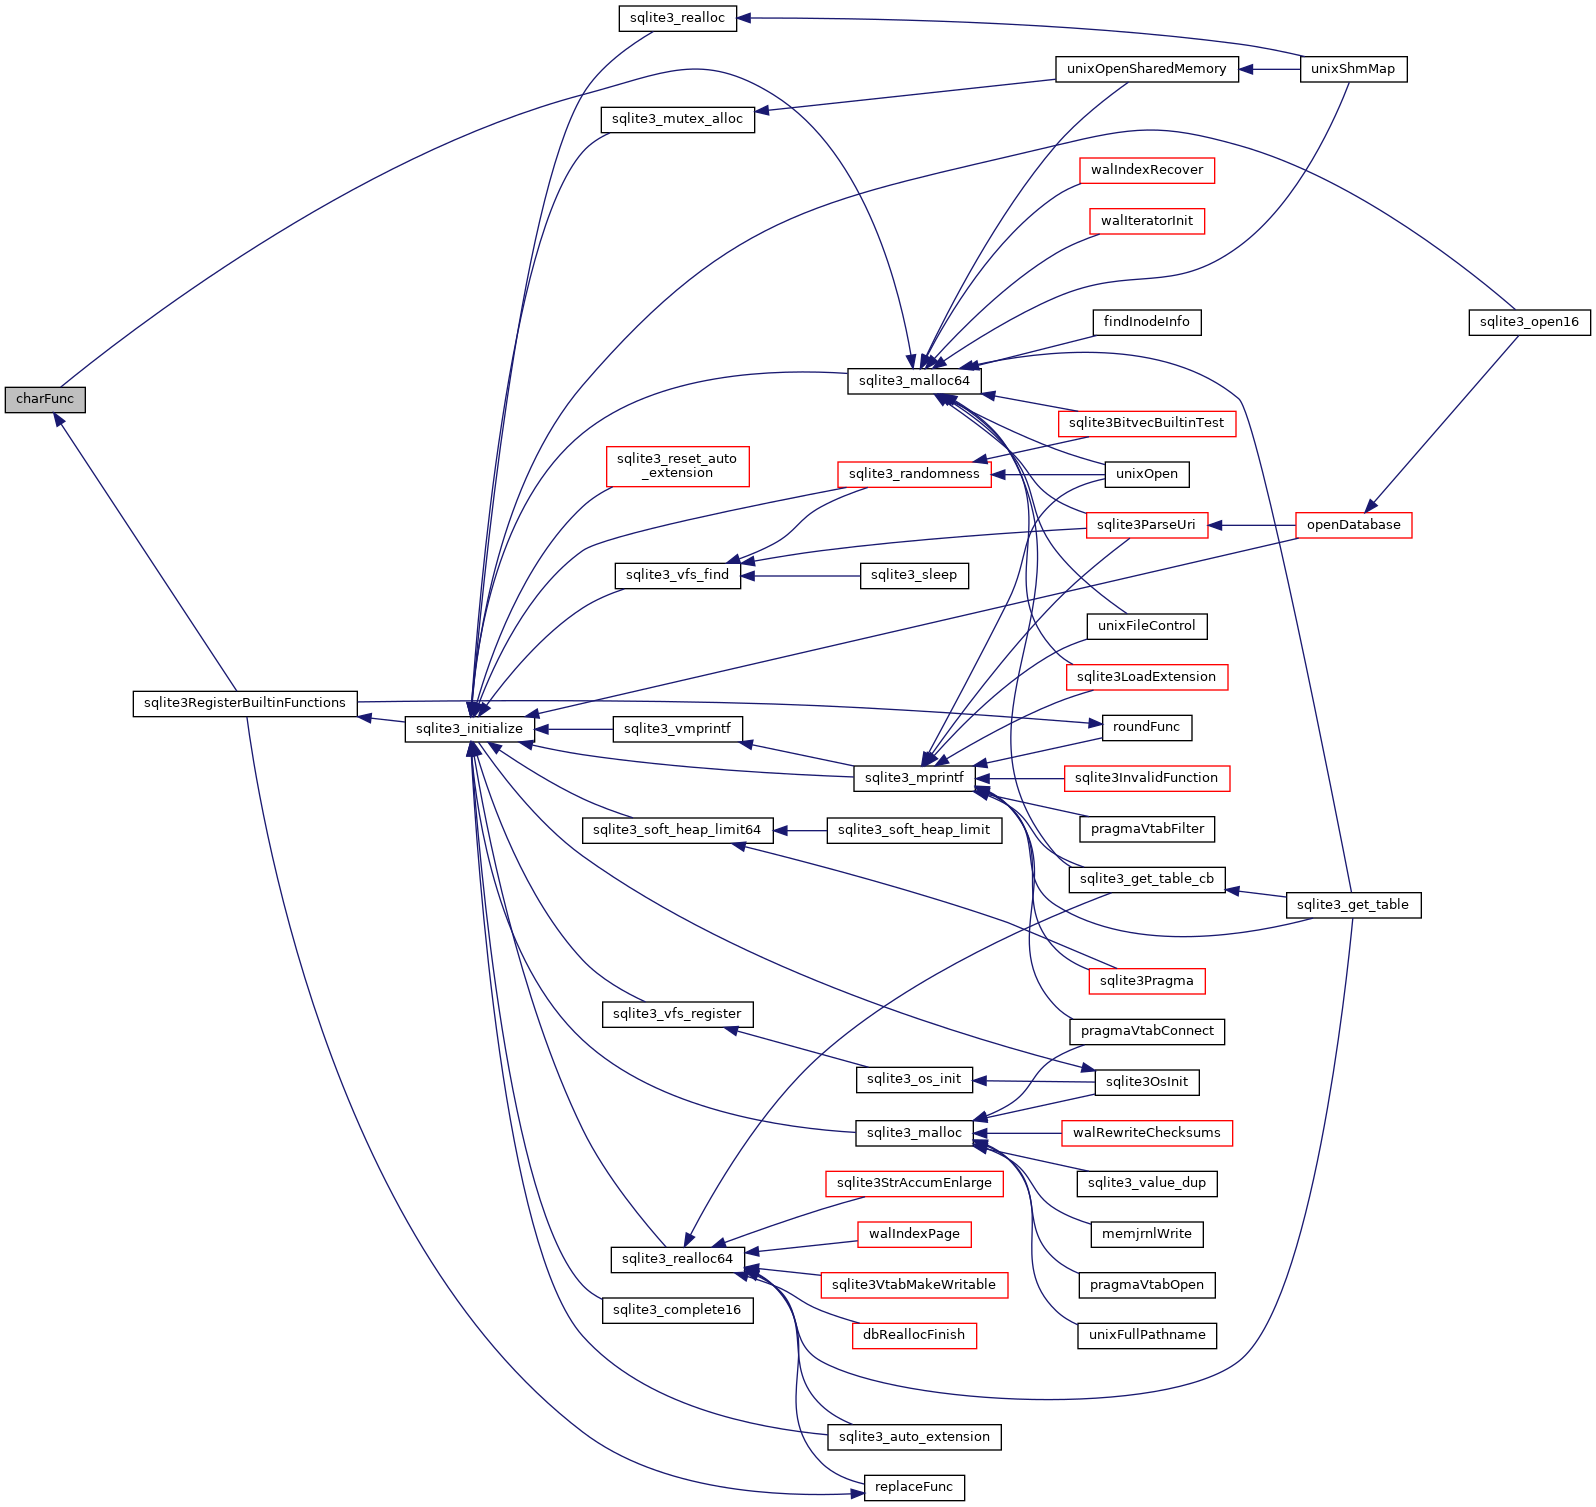 sqlite3_realloc
unixOpenSharedMemory
unixShmMap
sqlite3_mutex_alloc
walIndexRecover
walIteratorInit
findInodeInfo
sqlite3_open16
sqlite3_malloc64
charFunc
sqlite3BitvecBuiltinTest
sqlite3_reset_auto
_extension
sqlite3_randomness
unixOpen
sqlite3ParseUri
openDatabase
sqlite3_vfs_find
sqlite3_sleep
unixFileControl
sqlite3LoadExtension
sqlite3RegisterBuiltinFunctions
sqlite3_initialize
sqlite3_vmprintf
roundFunc
sqlite3_mprintf
sqlite3InvalidFunction
sqlite3_soft_heap_limit64
sqlite3_soft_heap_limit
pragmaVtabFilter
sqlite3_get_table_cb
sqlite3_get_table
sqlite3Pragma
sqlite3_vfs_register
pragmaVtabConnect
sqlite3_os_init
sqlite3OsInit
sqlite3_malloc
walRewriteChecksums
sqlite3StrAccumEnlarge
sqlite3_value_dup
walIndexPage
memjrnlWrite
sqlite3_realloc64
sqlite3VtabMakeWritable
pragmaVtabOpen
sqlite3_complete16
dbReallocFinish
unixFullPathname
sqlite3_auto_extension
replaceFunc